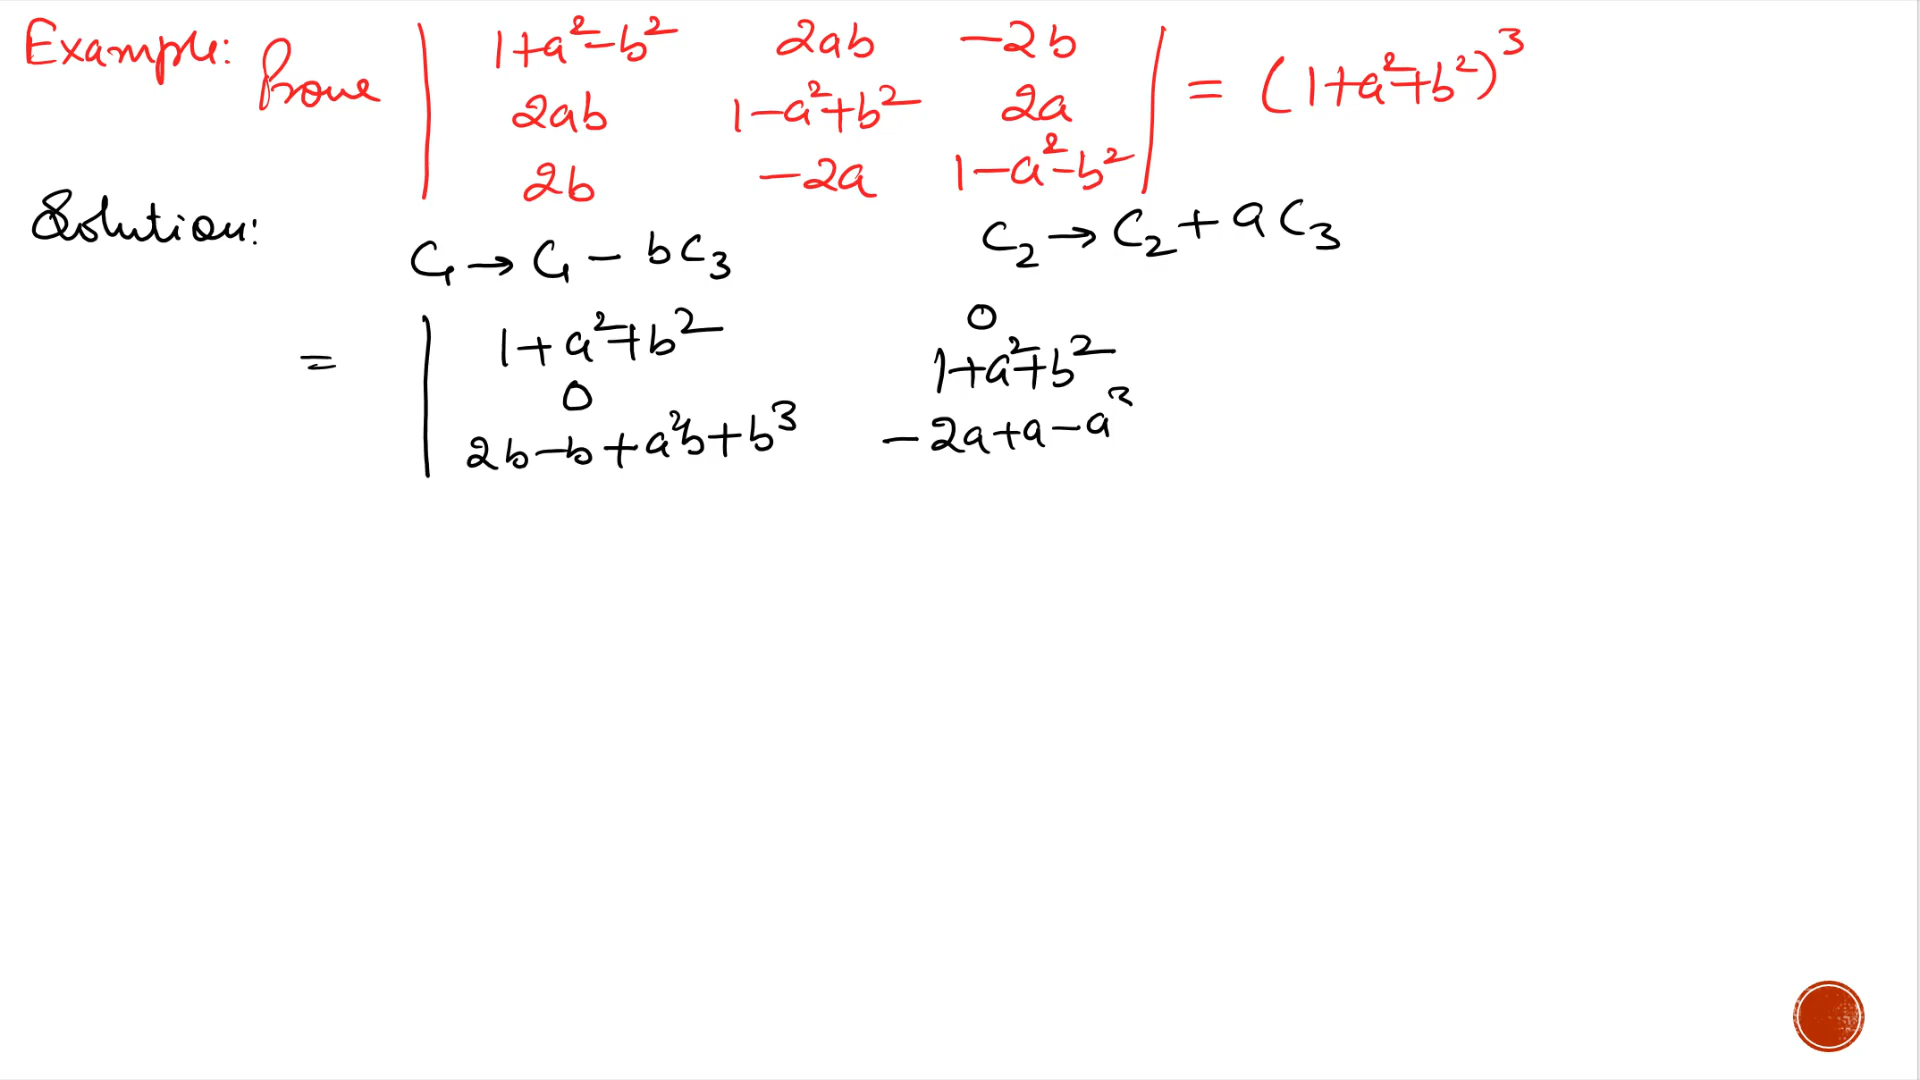 Example: Prove | 1+a²-b² 2ab -2b | = (1+a²+b²)³
2ab 1-a²+b² 2a
2b -2a 1-a²-b²
Solution:
C₁→C₁-bC₃ C₂→C₂+aC₃
= | 1+a²+b² 0
0 1+a²+b²
2b-b+a²b+b³ -2a+a-a³